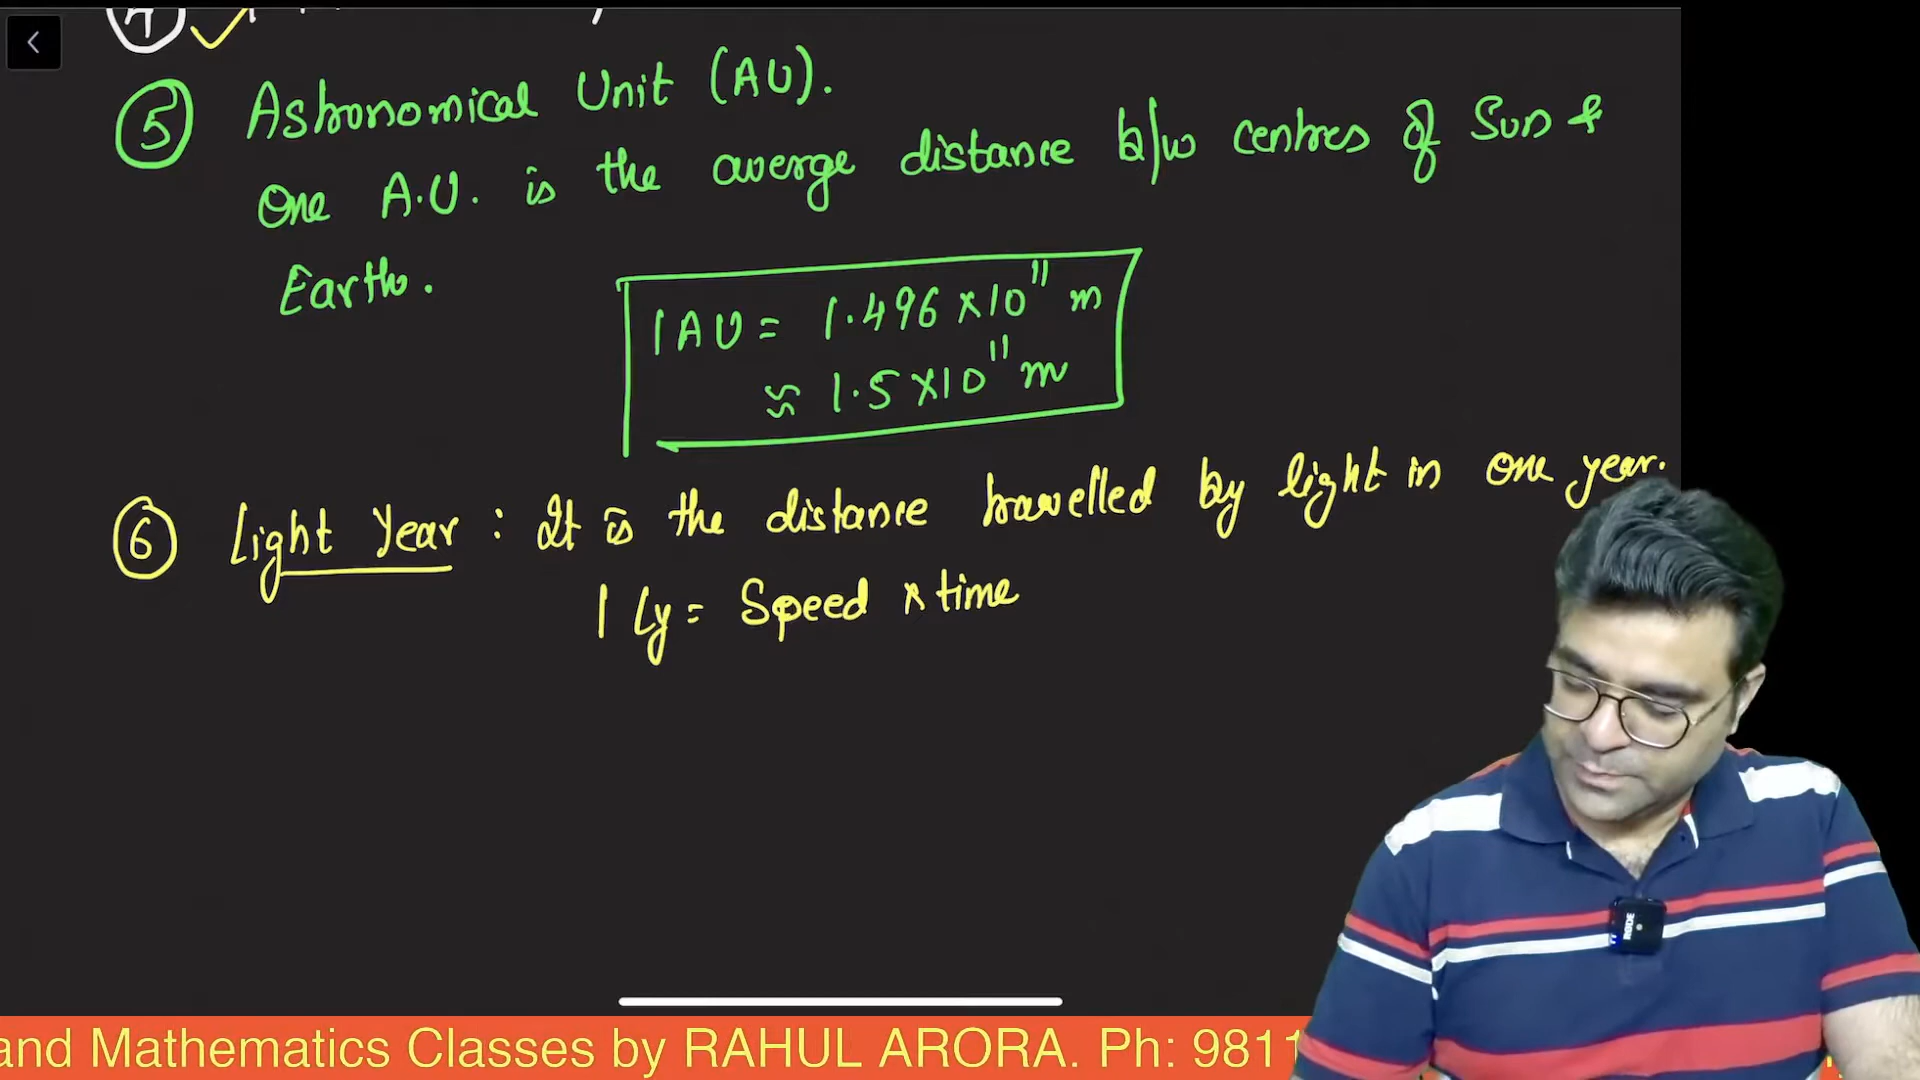 5 Astronomical Unit (AU).
One A.U. is the averge distance b/w centres of Sun &
Earth.
1 AU = 1.496 × 10¹¹ m
≈ 1.5 × 10¹¹ m
6 Light Year : It is the distance travelled by light in one year.
1 Ly = Speed × time
RODE
and Mathematics Classes by RAHUL ARORA. Ph: 9811